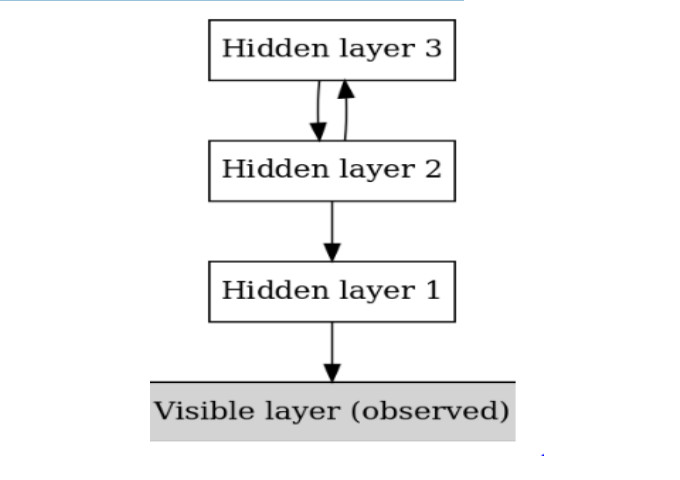 Hidden layer 3
Hidden layer 2
Hidden layer 1
Visible layer (observed)